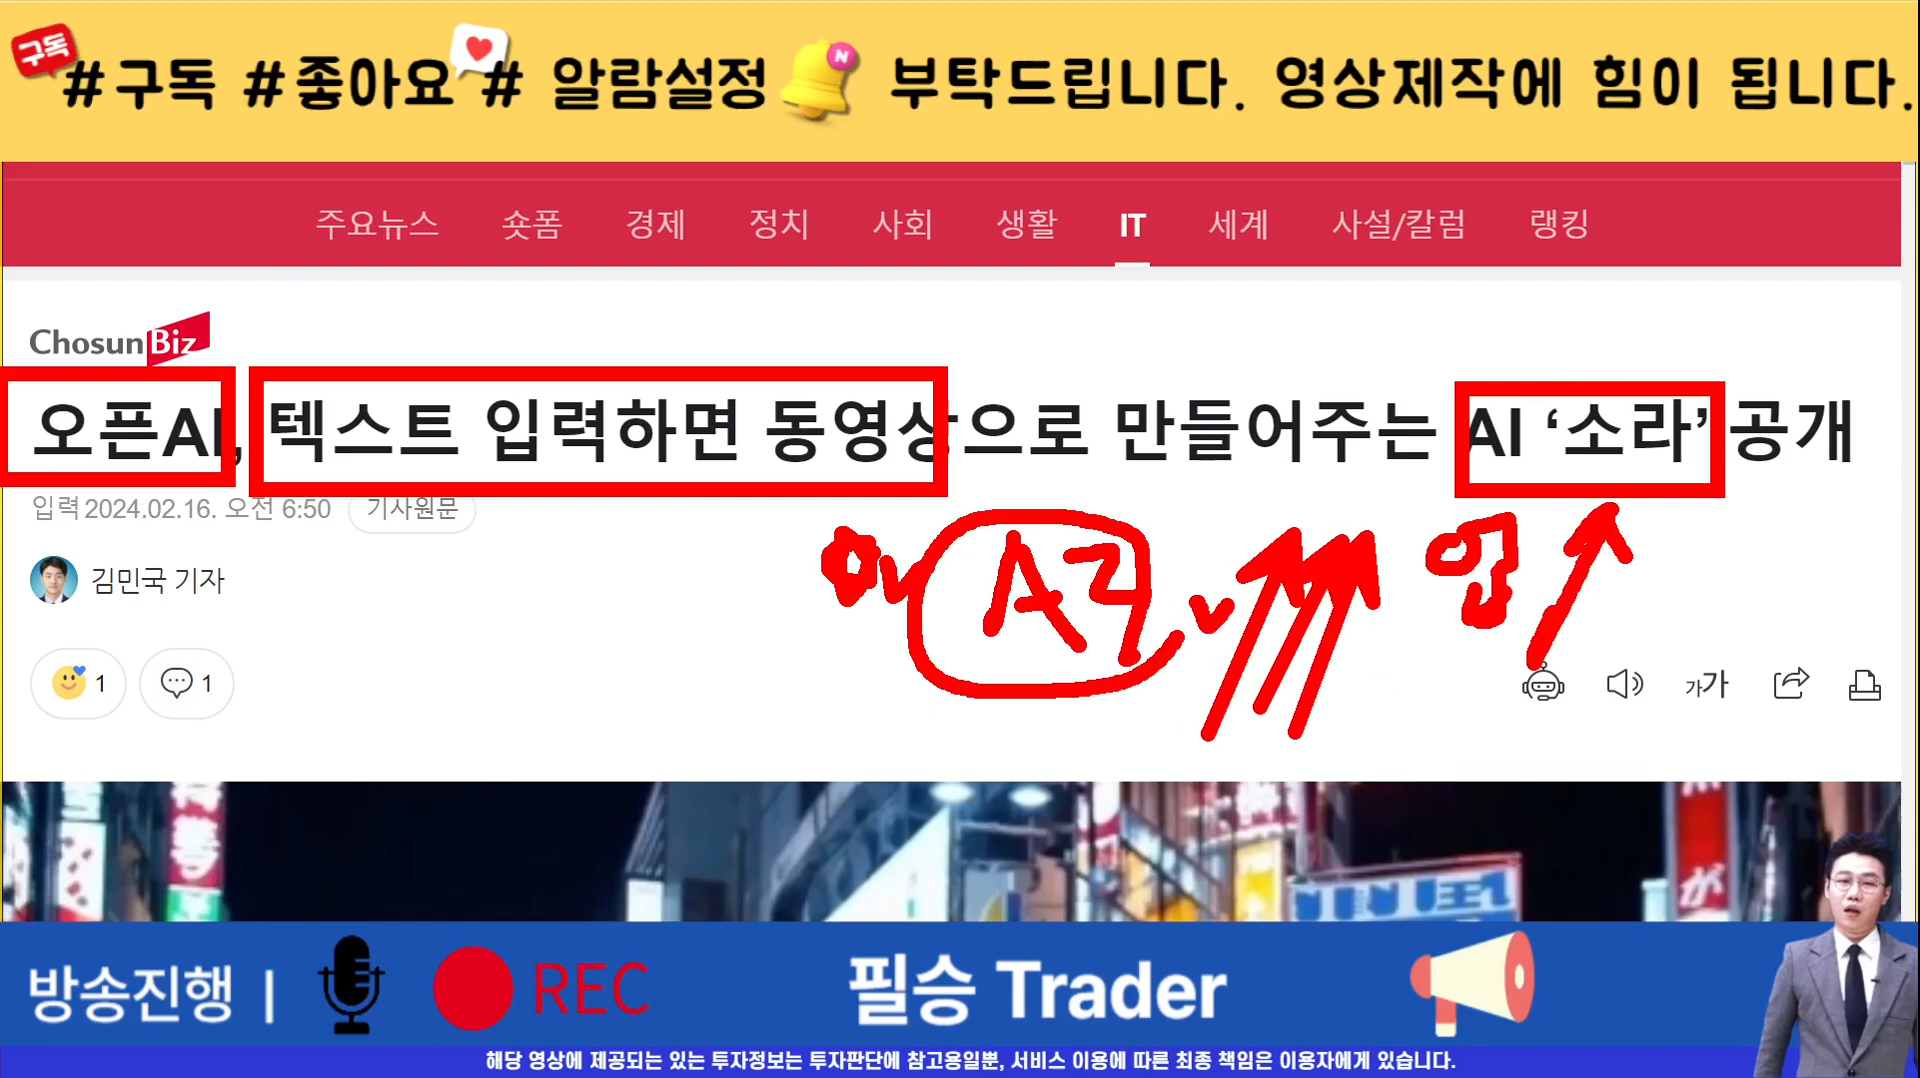 구독
#구독 #좋아요 # 알람설정 N 부탁드립니다. 영상제작에 힘이 됩니다.
주요뉴스 숏폼 경제 정치 사회 생활 IT 세계 사설/칼럼 랭킹
ChosunBiz
오픈AI, 텍스트 입력하면 동영상으로 만들어주는 AI ‘소라’ 공개
입력 2024.02.16. 오전 6:50 기사원문
김민국 기자
1 1
가가
방송진행 | REC 필승 Trader
해당 영상에 제공되는 있는 투자정보는 투자판단에 참고용일뿐, 서비스 이용에 따른 최종 책임은 이용자에게 있습니다.